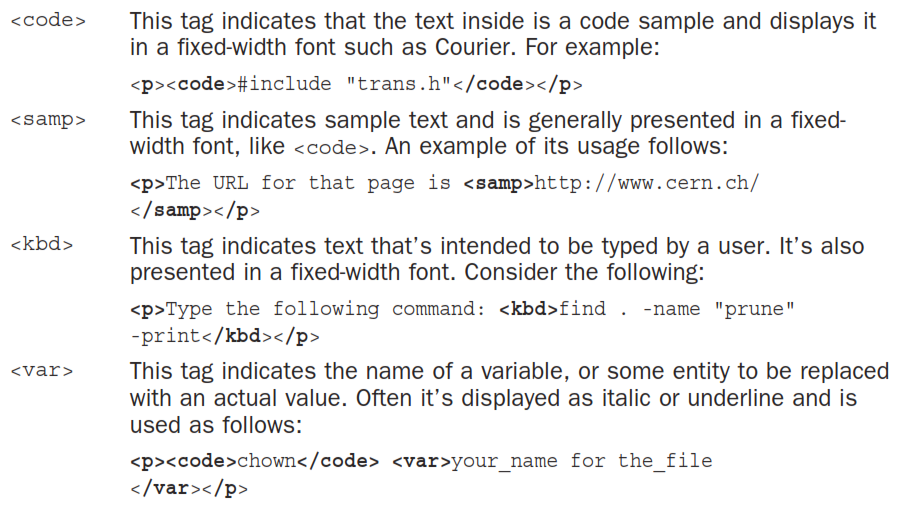 <code> This tag indicates that the text inside is a code sample and displays it
in a fixed-width font such as Courier. For example:
<p><code>#include "trans.h"</code></p>
<samp> This tag indicates sample text and is generally presented in a fixed-
width font, like <code>. An example of its usage follows:
<p>The URL for that page is <samp>http://www.cern.ch/
</samp></p>
<kbd> This tag indicates text that’s intended to be typed by a user. It’s also
presented in a fixed-width font. Consider the following:
<p>Type the following command: <kbd>find . -name "prune"
-print</kbd></p>
<var> This tag indicates the name of a variable, or some entity to be replaced
with an actual value. Often it’s displayed as italic or underline and is
used as follows:
<p><code>chown</code> <var>your_name for the_file
</var></p>